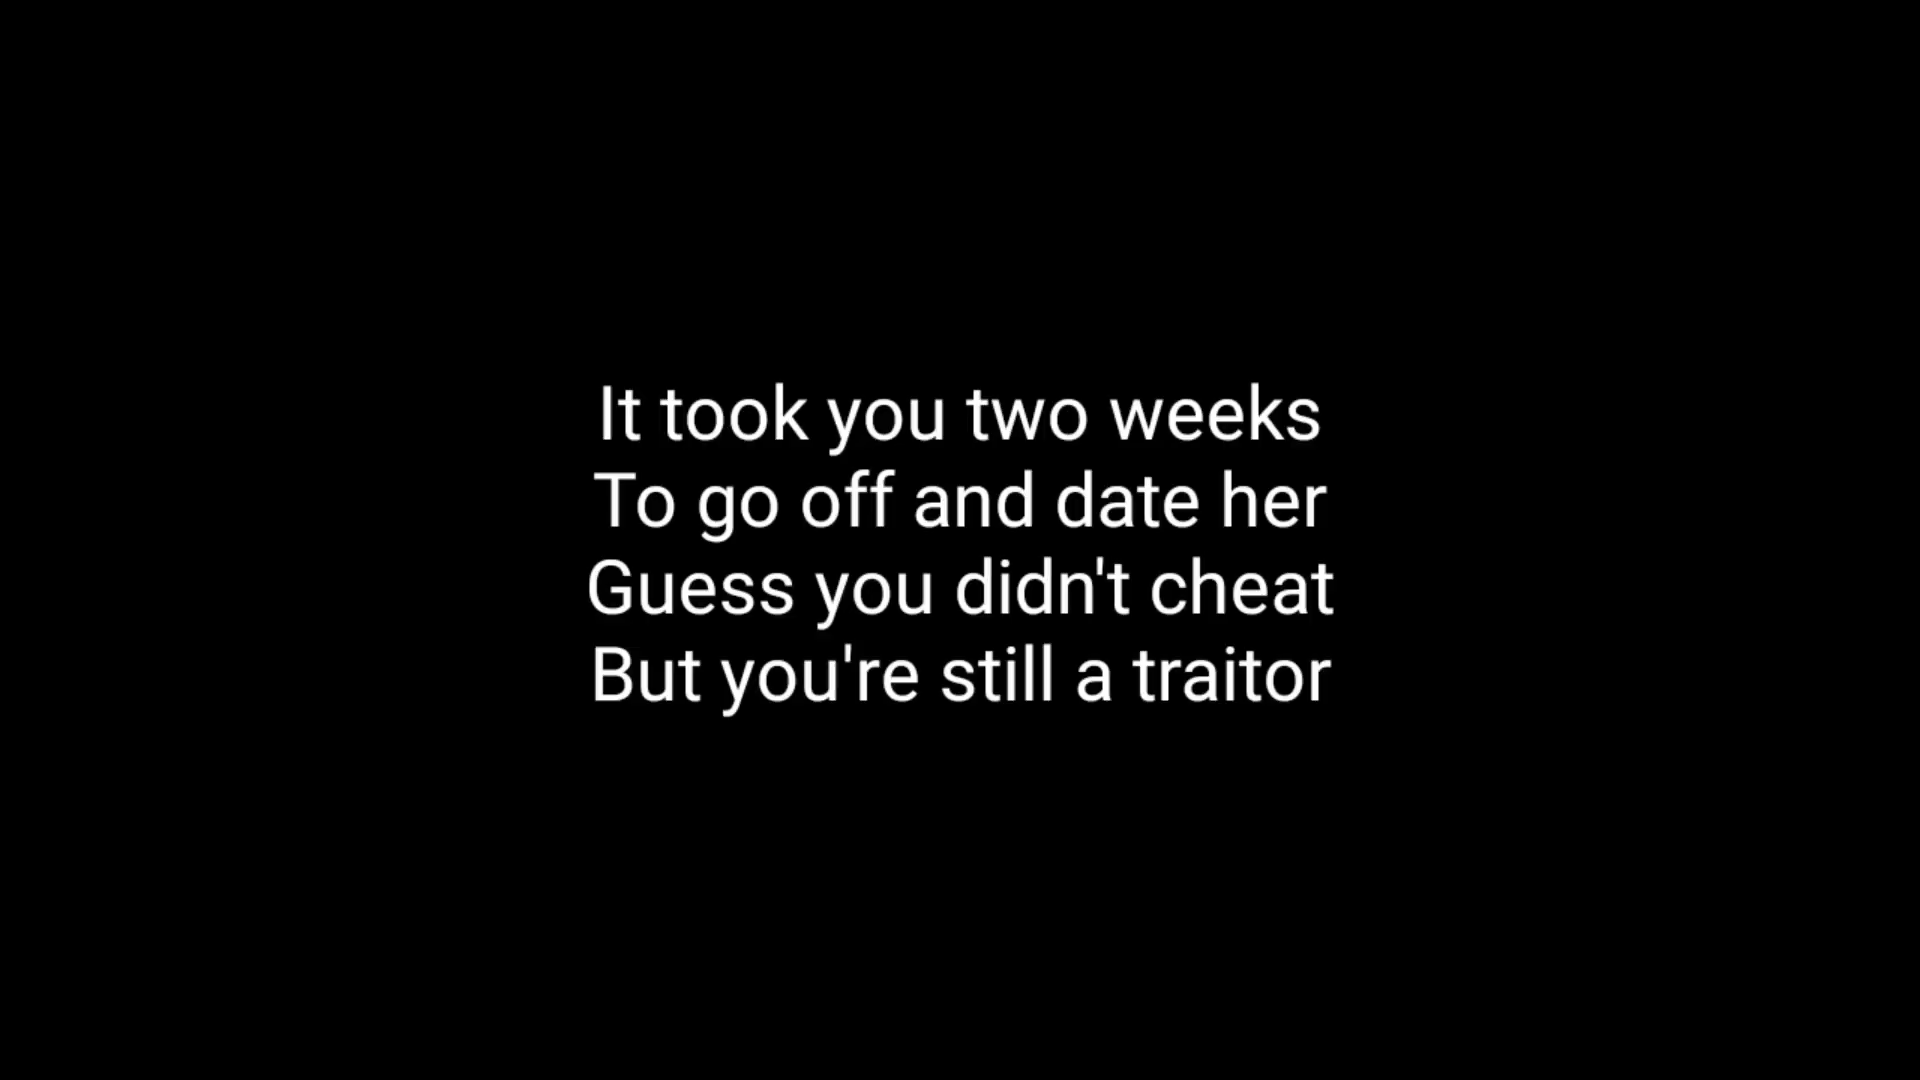 It took you two weeks
To go off and date her
Guess you didn't cheat
But you're still a traitor